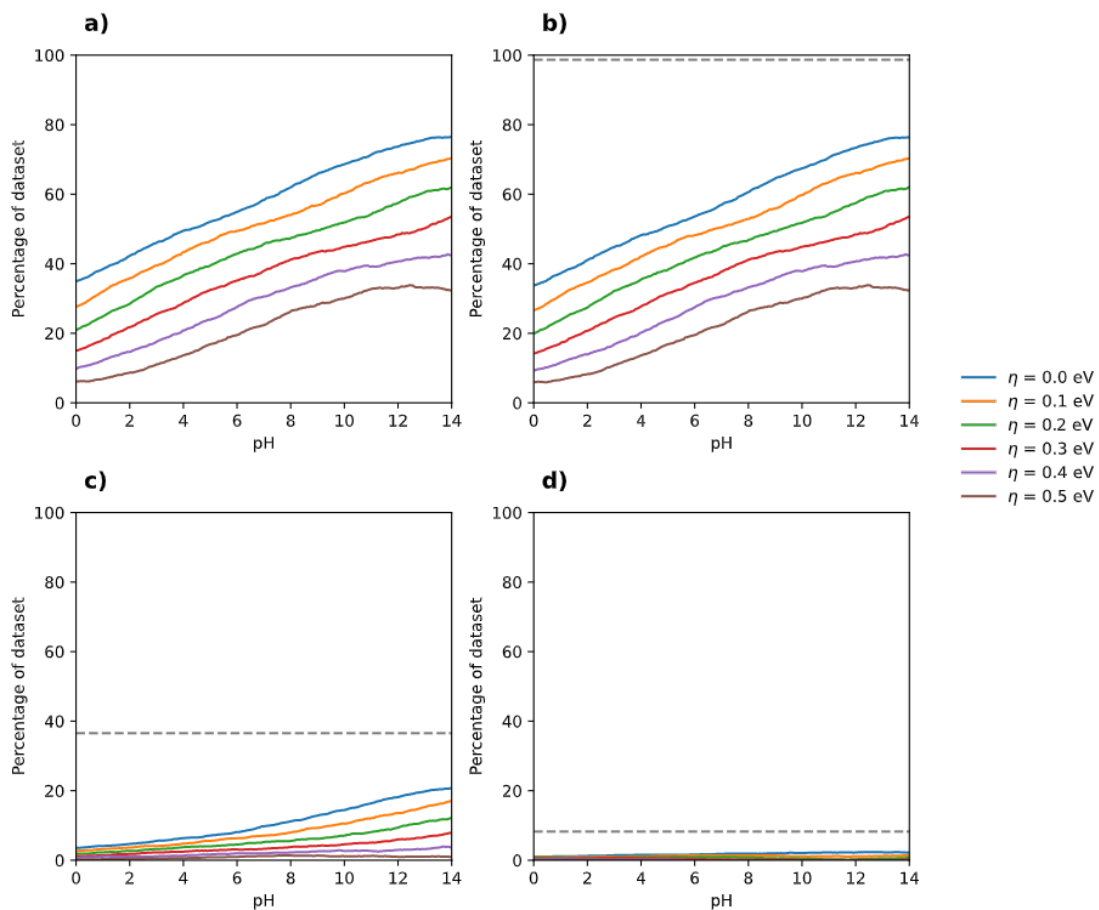 a)
Percentage of dataset
100
80
60
40
20
0
0 2 4 6 8 10 12 14
pH
b)
Percentage of dataset
100
80
60
40
20
0
0 2 4 6 8 10 12 14
pH
c)
Percentage of dataset
100
80
60
40
20
0
0 2 4 6 8 10 12 14
pH
d)
Percentage of dataset
100
80
60
40
20
0
0 2 4 6 8 10 12 14
pH
η = 0.0 eV
η = 0.1 eV
η = 0.2 eV
η = 0.3 eV
η = 0.4 eV
η = 0.5 eV